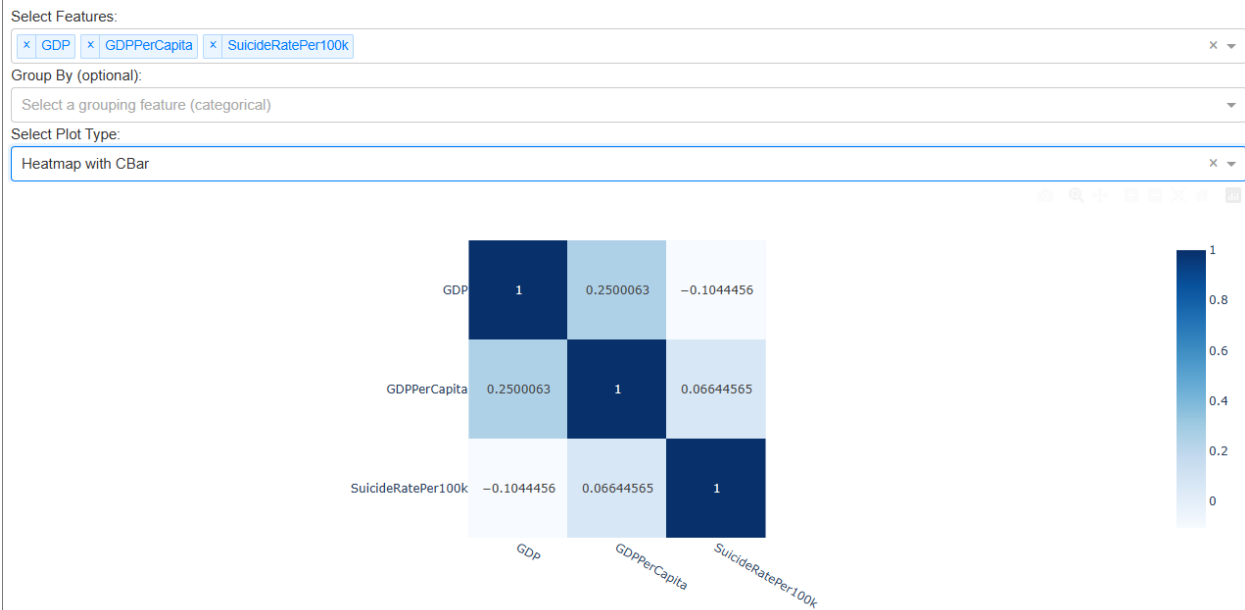 Select Features:
× GDP × GDPPerCapita × SuicideRatePer100k ×
Group By (optional):
Select a grouping feature (categorical)
Select Plot Type:
Heatmap with CBar ×
GDP 1 0.2500063 −0.1044456
GDPPerCapita 0.2500063 1 0.06644565
SuicideRatePer100k −0.1044456 0.06644565 1
GDP GDPPerCapita SuicideRatePer100k
1
0.8
0.6
0.4
0.2
0